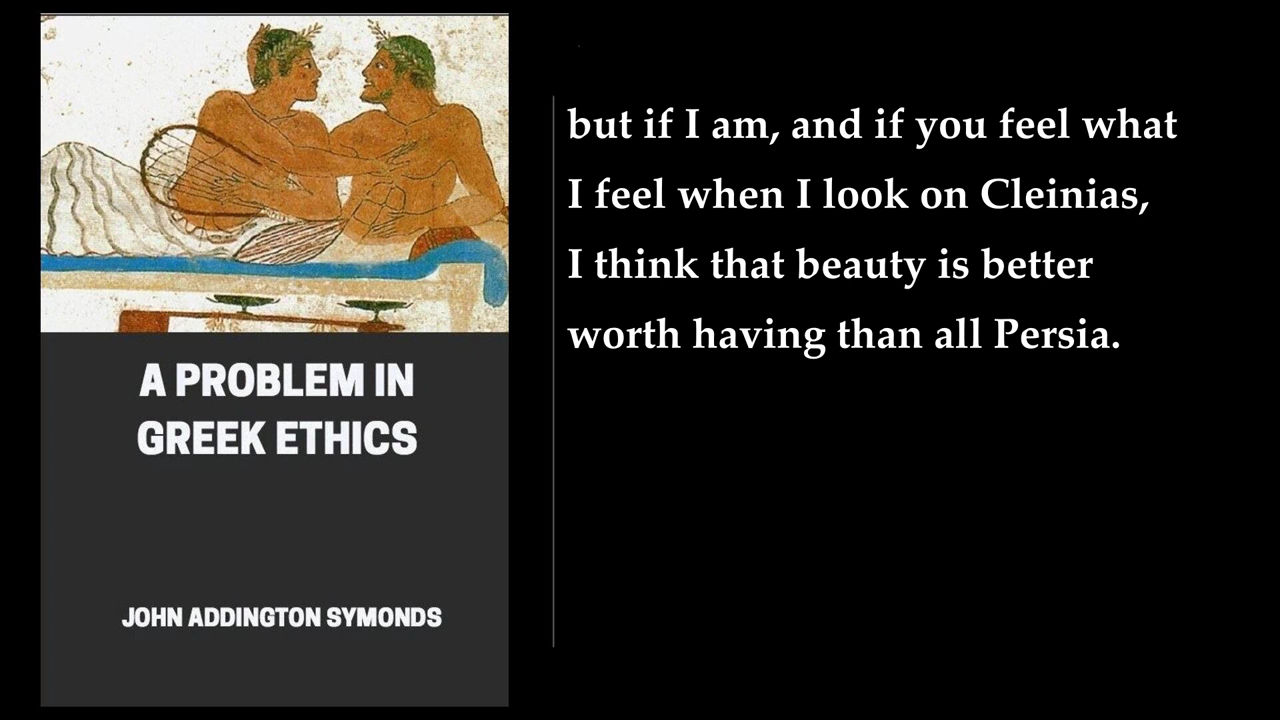 A PROBLEM IN
GREEK ETHICS
JOHN ADDINGTON SYMONDS
but if I am, and if you feel what
I feel when I look on Cleinias,
I think that beauty is better
worth having than all Persia.